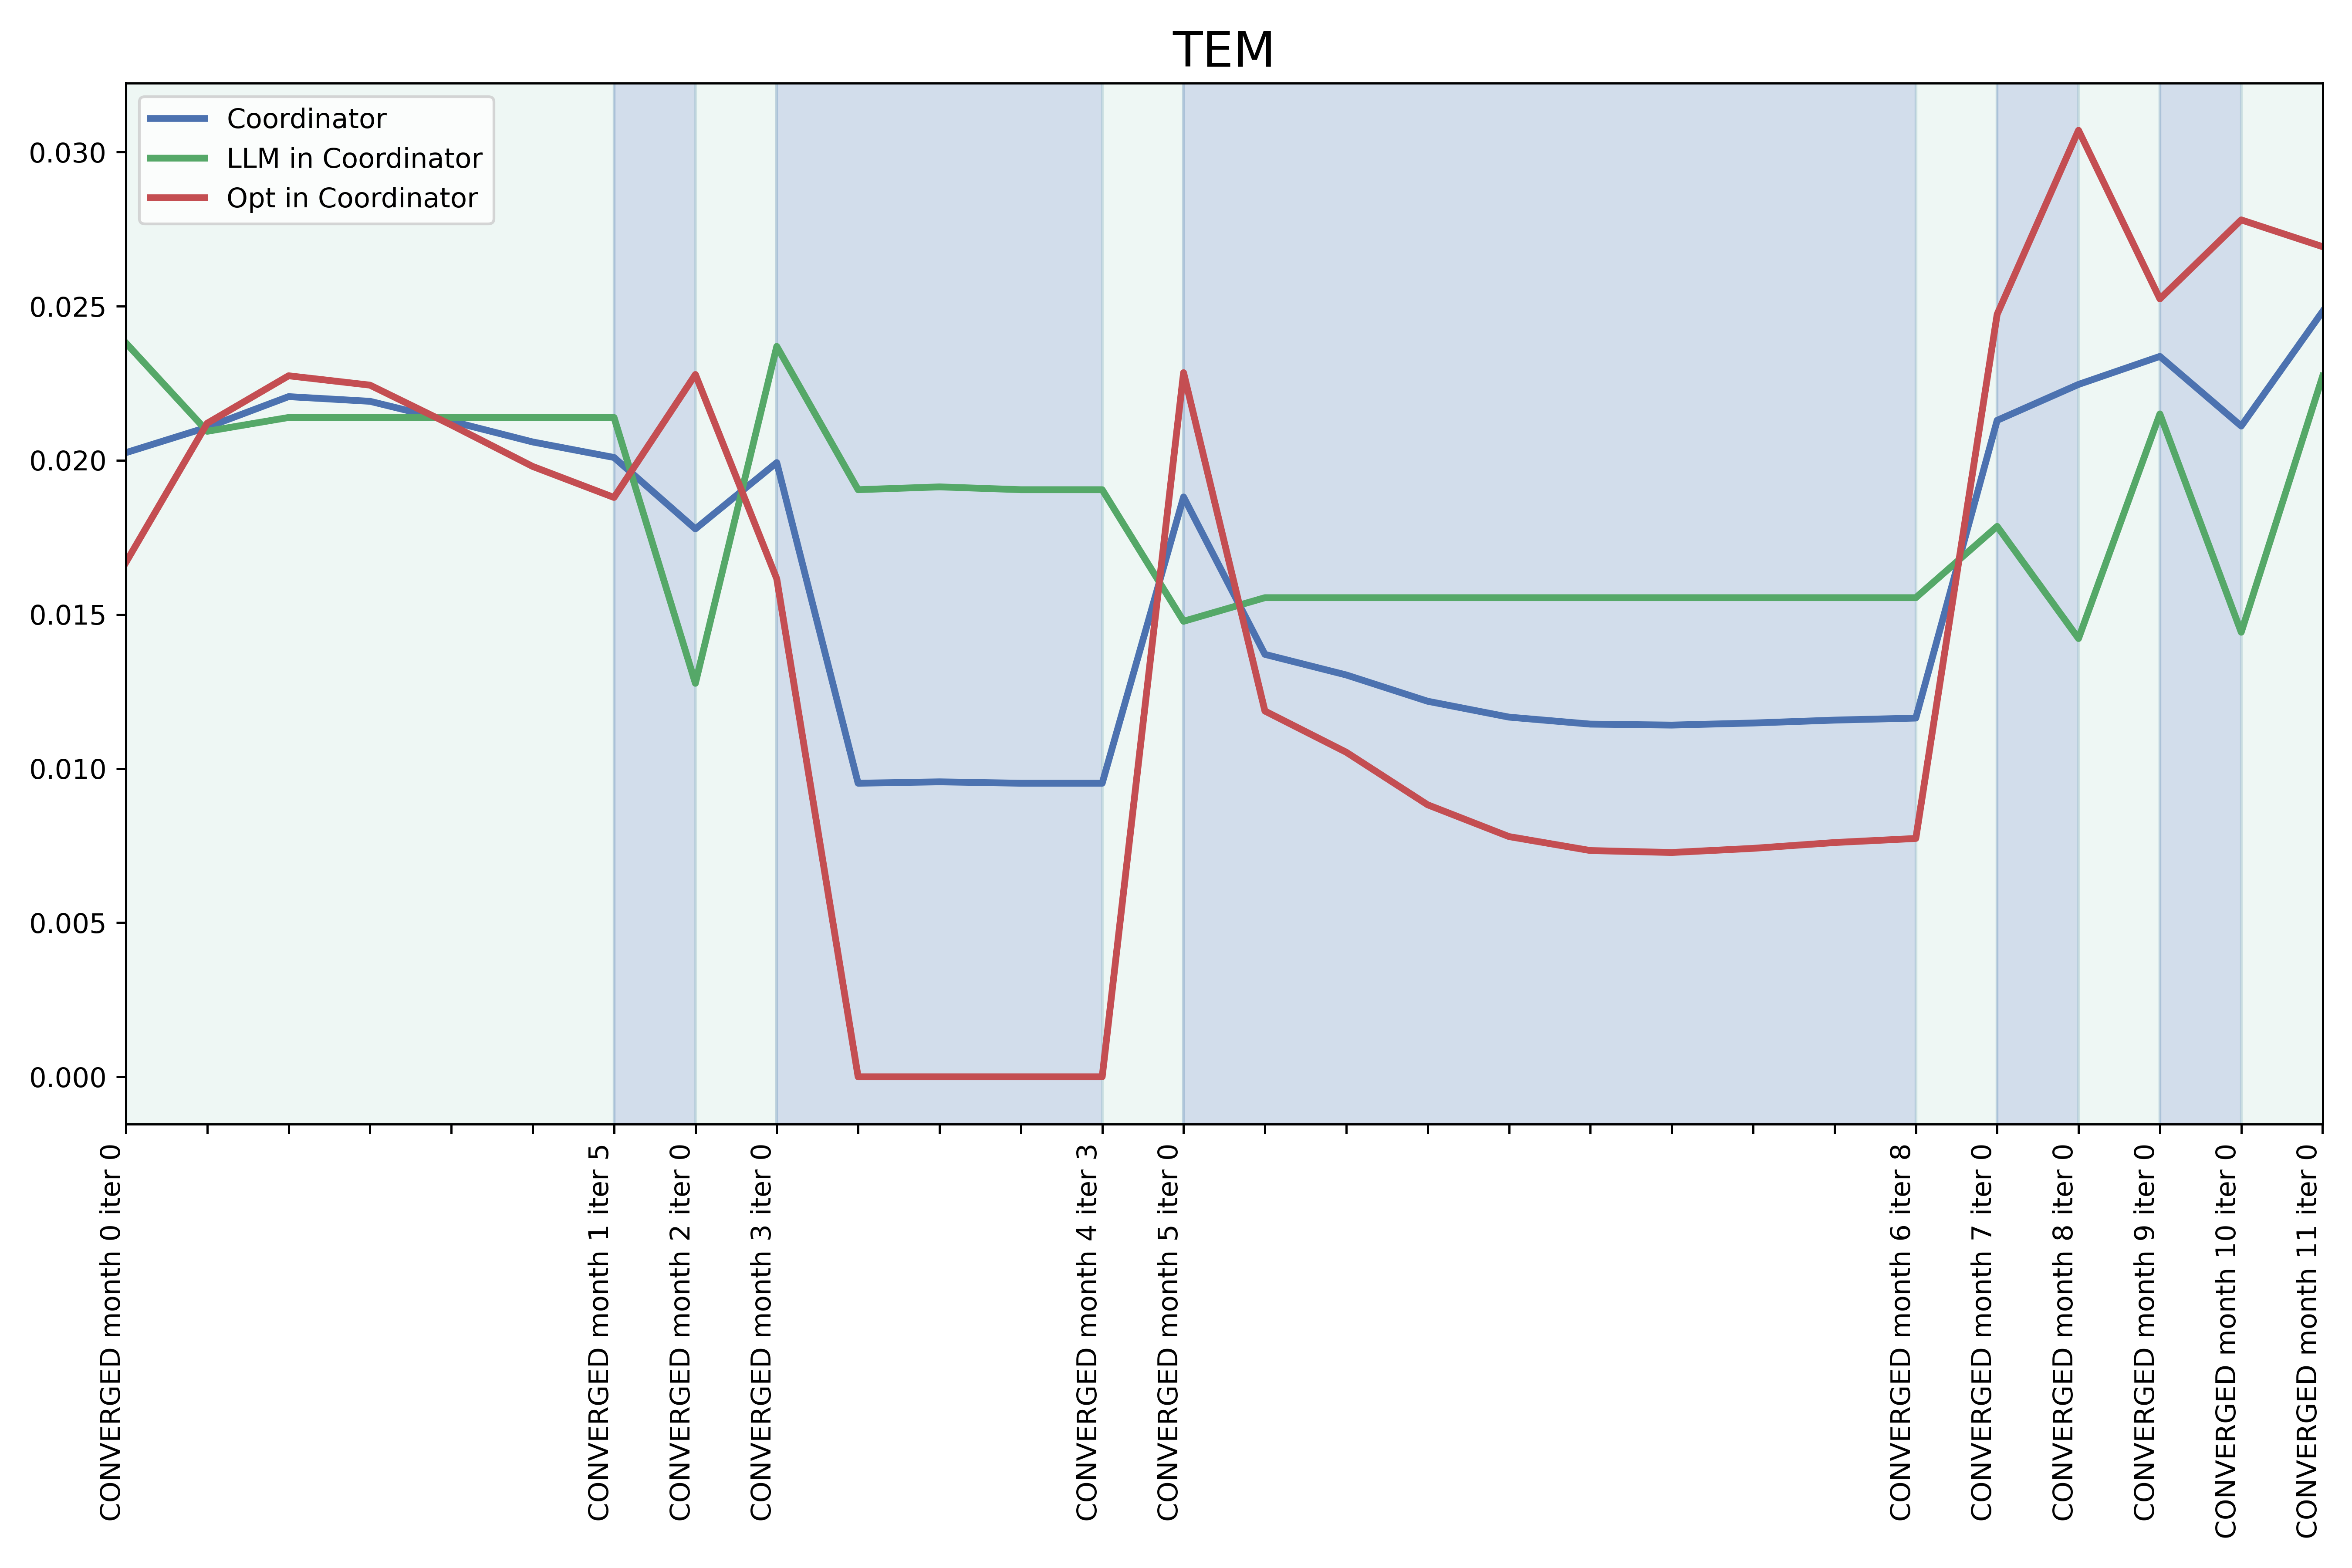 TEM
Coordinator
LLM in Coordinator
Opt in Coordinator
0.030
0.025
0.020
0.015
0.010
0.005
0.000
CONVERGED month 0 iter 0
CONVERGED month 1 iter 5
CONVERGED month 2 iter 0
CONVERGED month 3 iter 0
CONVERGED month 4 iter 3
CONVERGED month 5 iter 0
CONVERGED month 6 iter 8
CONVERGED month 7 iter 0
CONVERGED month 8 iter 0
CONVERGED month 9 iter 0
CONVERGED month 10 iter 0
CONVERGED month 11 iter 0